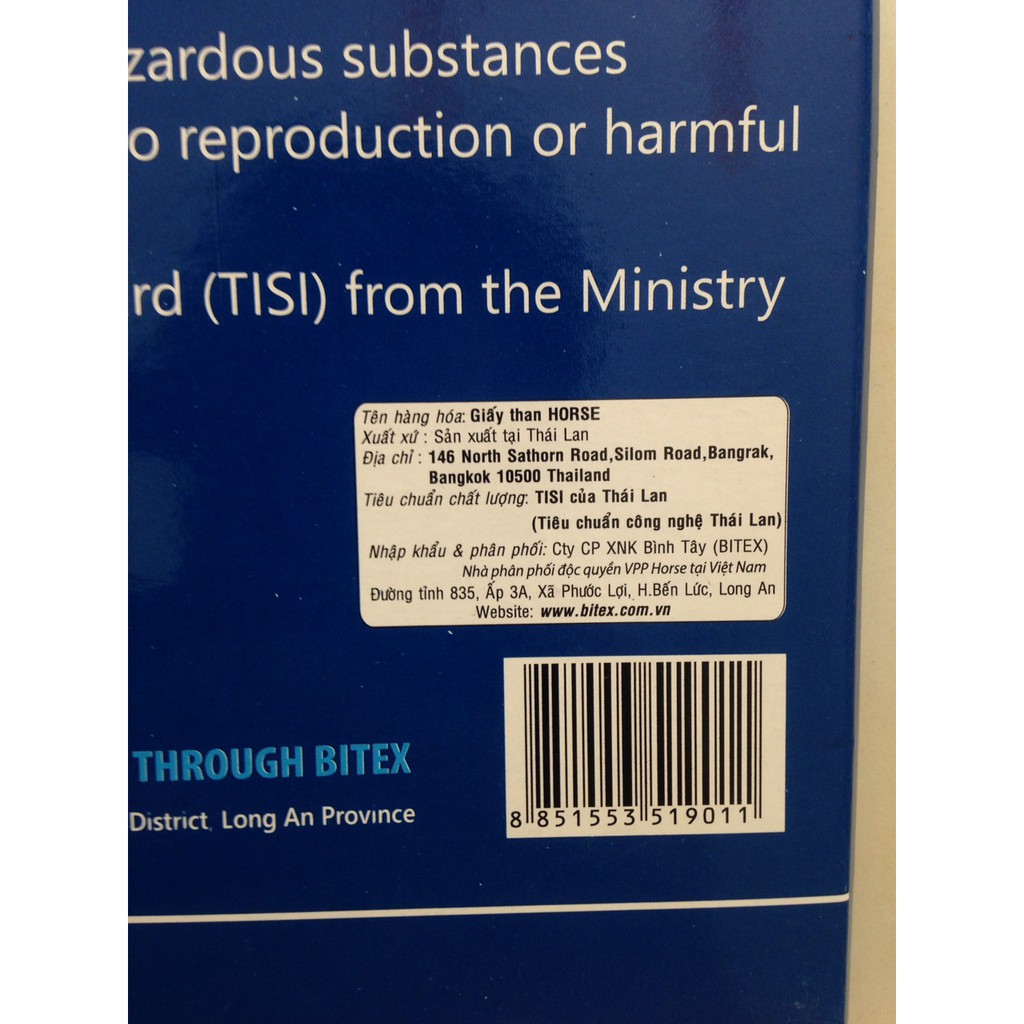 zardous substances
o reproduction or harmful
rd (TISI) from the Ministry
Tên hàng hóa: Giấy than HORSE
Xuất xứ : Sản xuất tại Thái Lan
Địa chỉ : 146 North Sathorn Road,Silom Road,Bangrak,
Bangkok 10500 Thailand
Tiêu chuẩn chất lượng: TISI của Thái Lan
(Tiêu chuẩn công nghệ Thái Lan)
Nhập khẩu & phân phối: Cty CP XNK Bình Tây (BITEX)
Nhà phân phối độc quyền VPP Horse tại Việt Nam
Đường tỉnh 835, Ấp 3A, Xã Phước Lợi, H.Bến Lức, Long An
Website: www.bitex.com.vn
THROUGH BITEX
District, Long An Province
8 851553 519011